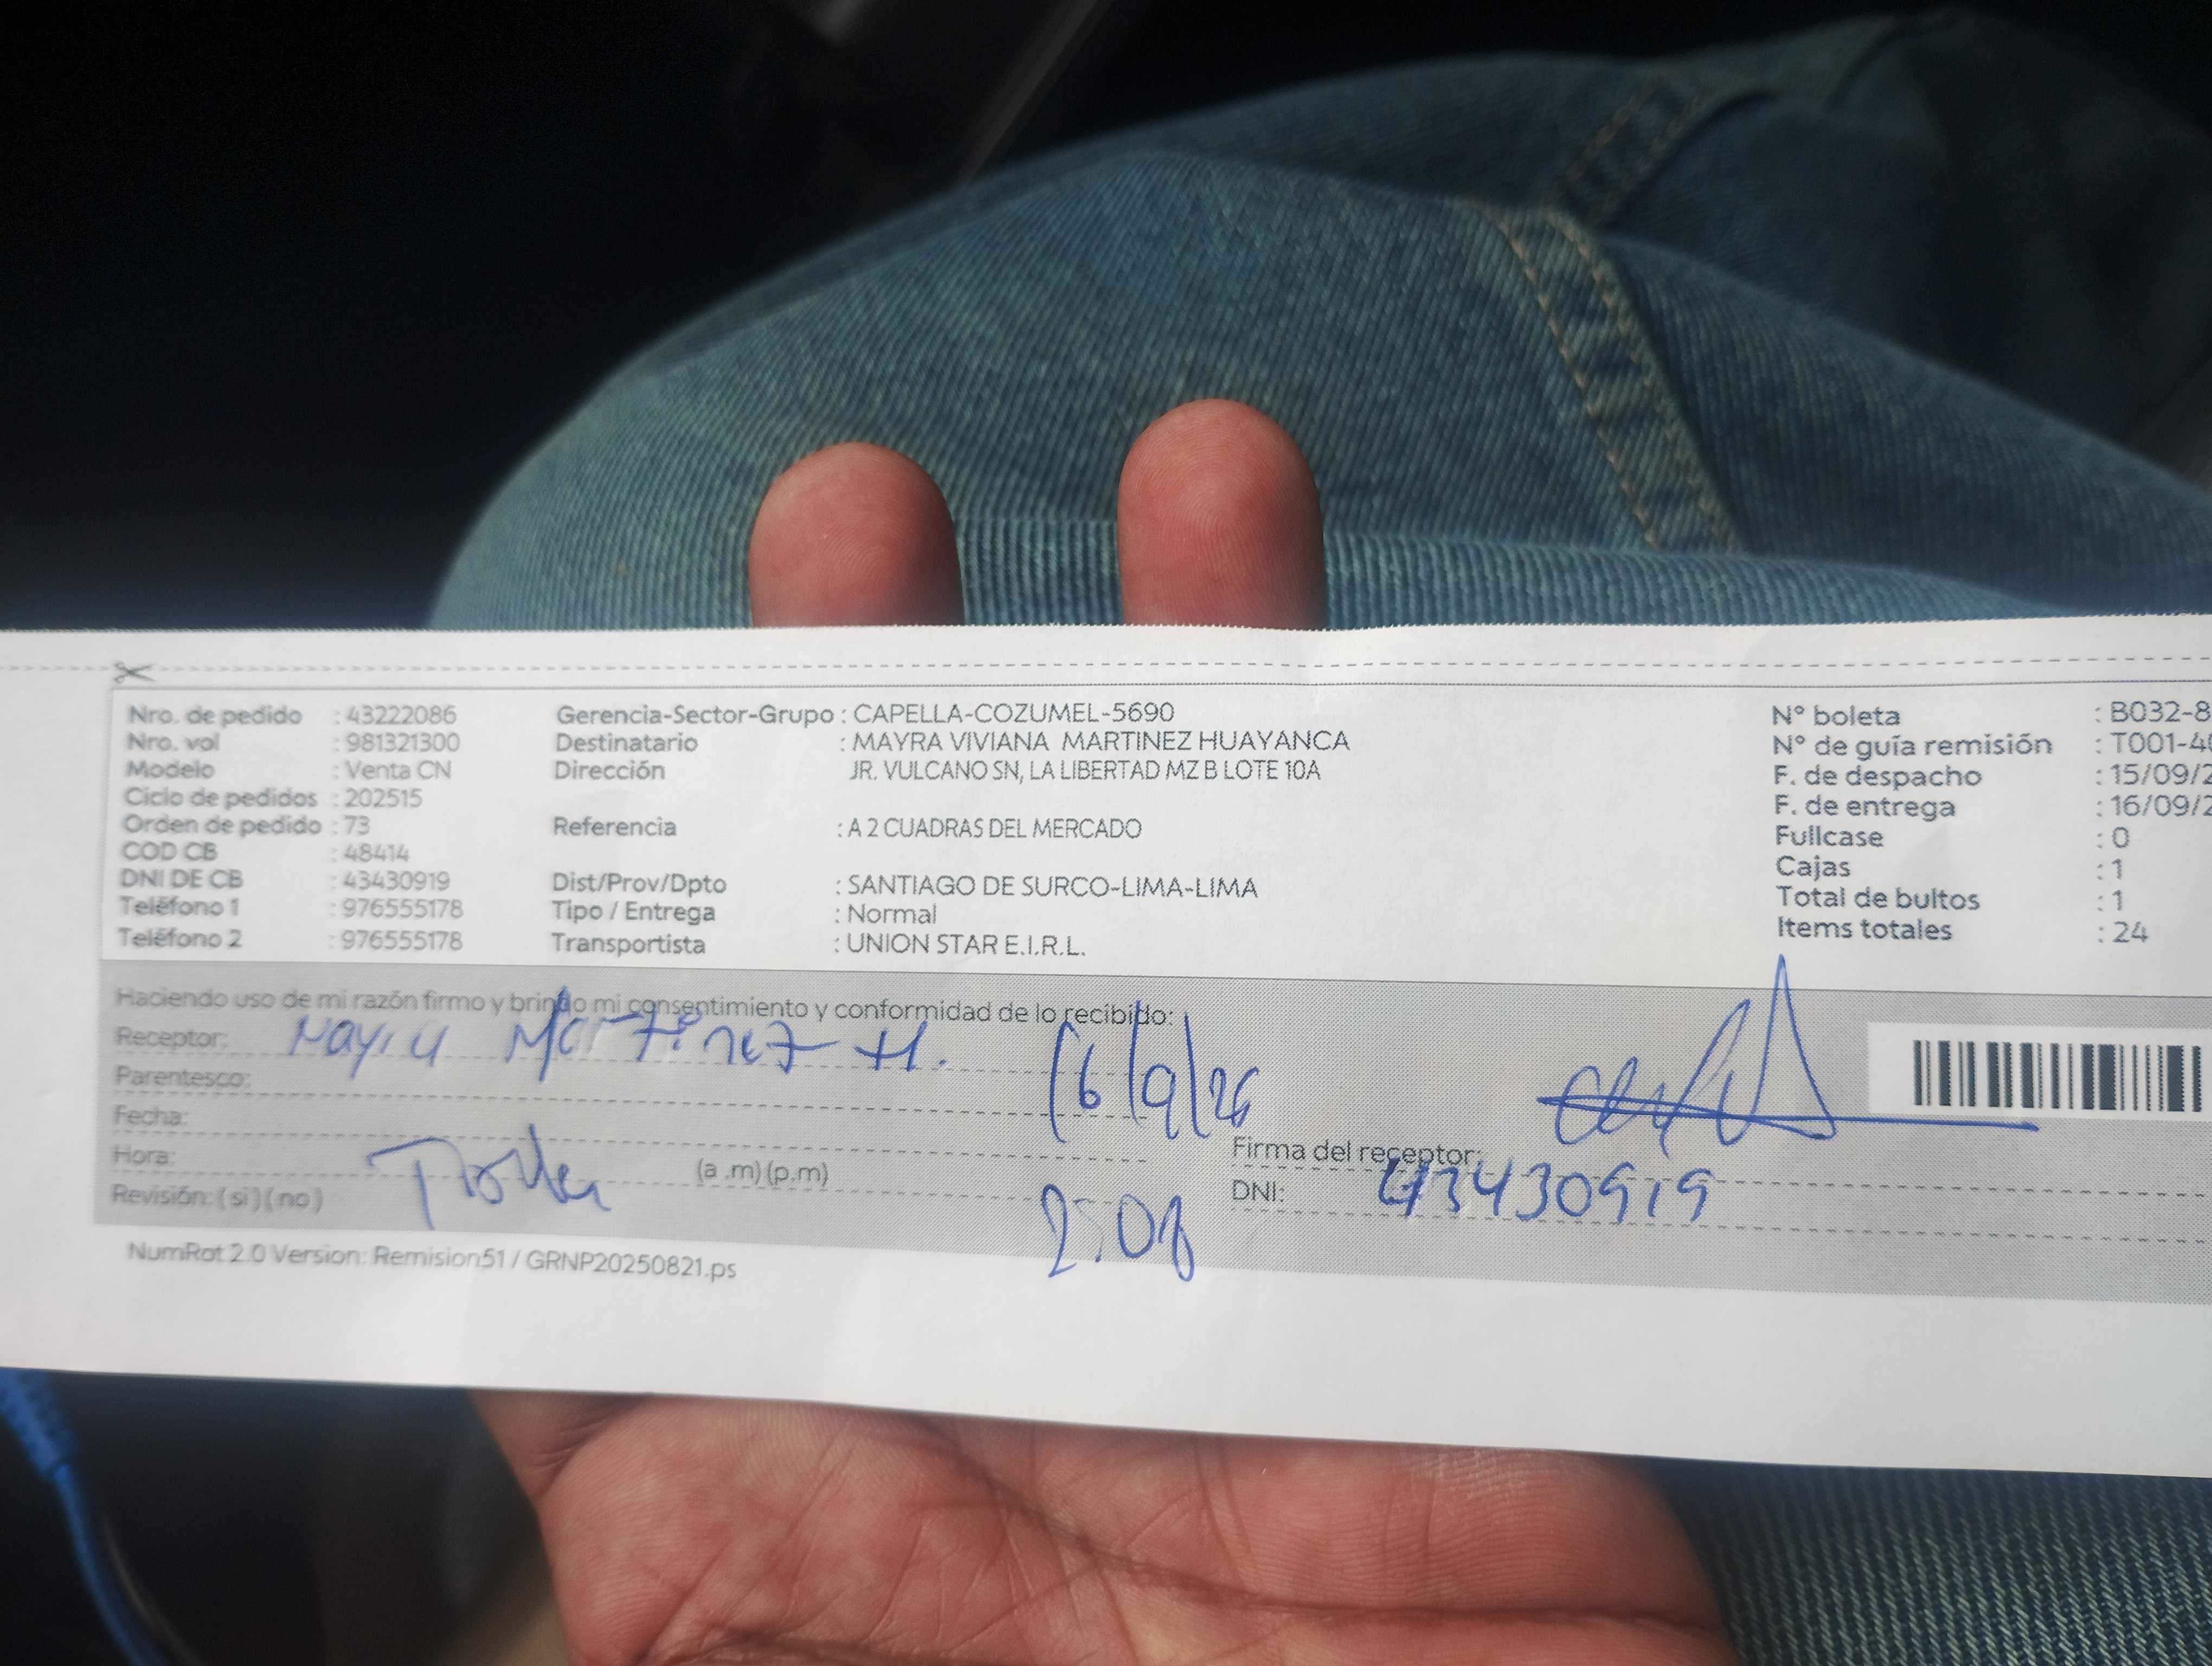 Nro. de pedido : 43222086 Gerencia-Sector-Grupo : CAPELLA-COZUMEL-5690 N° boleta : B032-8
Nro. vol : 981321300 Destinatario : MAYRA VIVIANA MARTINEZ HUAYANCA N° de guía remisión : T001-4
Modelo : Venta CN Dirección JR. VULCANO SN, LA LIBERTAD MZ B LOTE 10A F. de despacho : 15/09/2
Ciclo de pedidos : 202515 F. de entrega : 16/09/2
Orden de pedido : 73 Referencia : A 2 CUADRAS DEL MERCADO Fullcase : 0
COD CB : 48414 Cajas : 1
DNI DE CB : 43430919 Dist/Prov/Dpto : SANTIAGO DE SURCO-LIMA-LIMA Total de bultos : 1
Teléfono 1 : 976555178 Tipo / Entrega : Normal Items totales : 24
Teléfono 2 : 976555178 Transportista : UNION STAR E.I.R.L.
Haciendo uso de mi razón firmo y brindo mi consentimiento y conformidad de lo recibido:
Receptor: Mayra Martinez H.
Parentesco:
Fecha: 16/9/
Hora: (a .m)(p.m) Firma del receptor:
Revisión: (si)(no) DNI: 43430919
NumRot 2.0 Version: Remision51 / GRNP20250821.ps